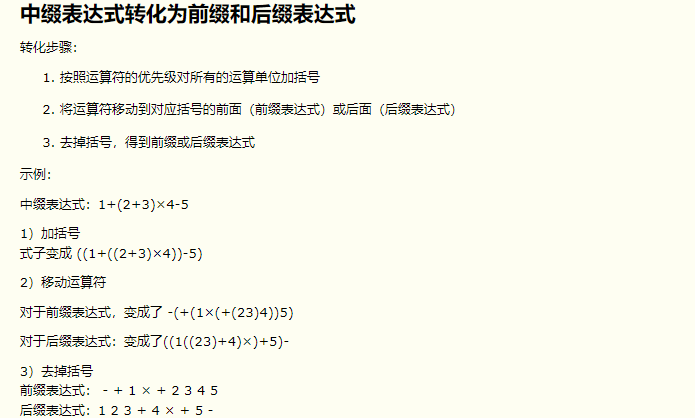 中缀表达式转化为前缀和后缀表达式
转化步骤：
1. 按照运算符的优先级对所有的运算单位加括号
2. 将运算符移动到对应括号的前面（前缀表达式）或后面（后缀表达式）
3. 去掉括号，得到前缀或后缀表达式
示例：
中缀表达式：1+(2+3)×4-5
1）加括号
式子变成 ((1+((2+3)×4))-5)
2）移动运算符
对于前缀表达式，变成了 -(+(1×(+(23)4))5)
对于后缀表达式：变成了((1((23)+4)×)+5)-
3）去掉括号
前缀表达式： - + 1 × + 2 3 4 5
后缀表达式：1 2 3 + 4 × + 5 -